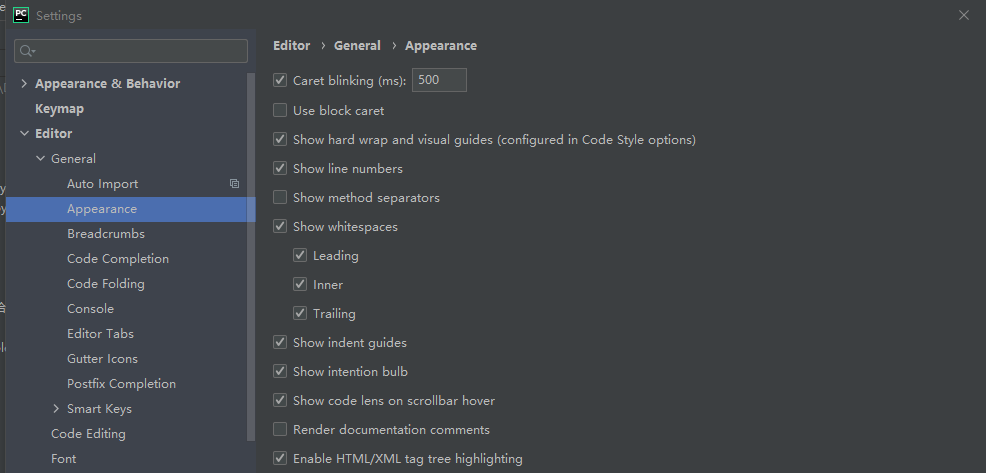 PC Settings
Editor › General › Appearance
Appearance & Behavior
Keymap
Editor
General
Auto Import
Appearance
Breadcrumbs
Code Completion
Code Folding
Console
Editor Tabs
Gutter Icons
Postfix Completion
Smart Keys
Code Editing
Font
Caret blinking (ms): 500
Use block caret
Show hard wrap and visual guides (configured in Code Style options)
Show line numbers
Show method separators
Show whitespaces
Leading
Inner
Trailing
Show indent guides
Show intention bulb
Show code lens on scrollbar hover
Render documentation comments
Enable HTML/XML tag tree highlighting